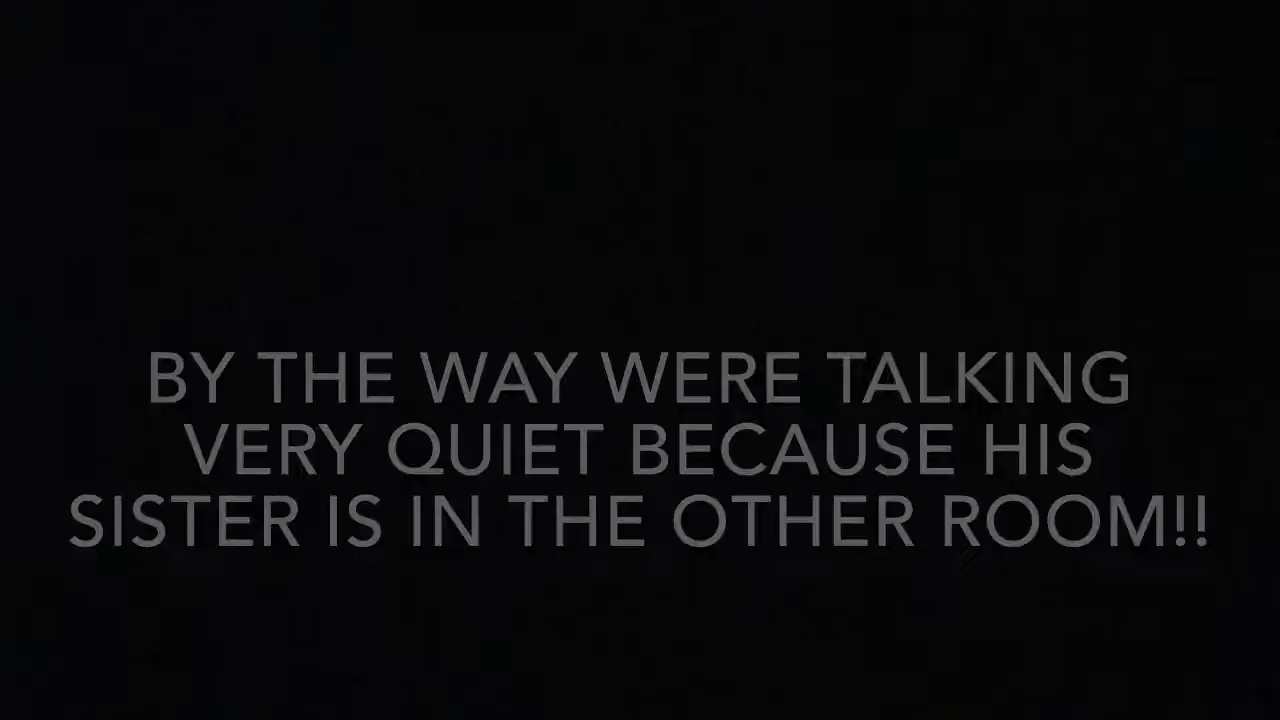 BY THE WAY WERE TALKING
VERY QUIET BECAUSE HIS
SISTER IS IN THE OTHER ROOM!!